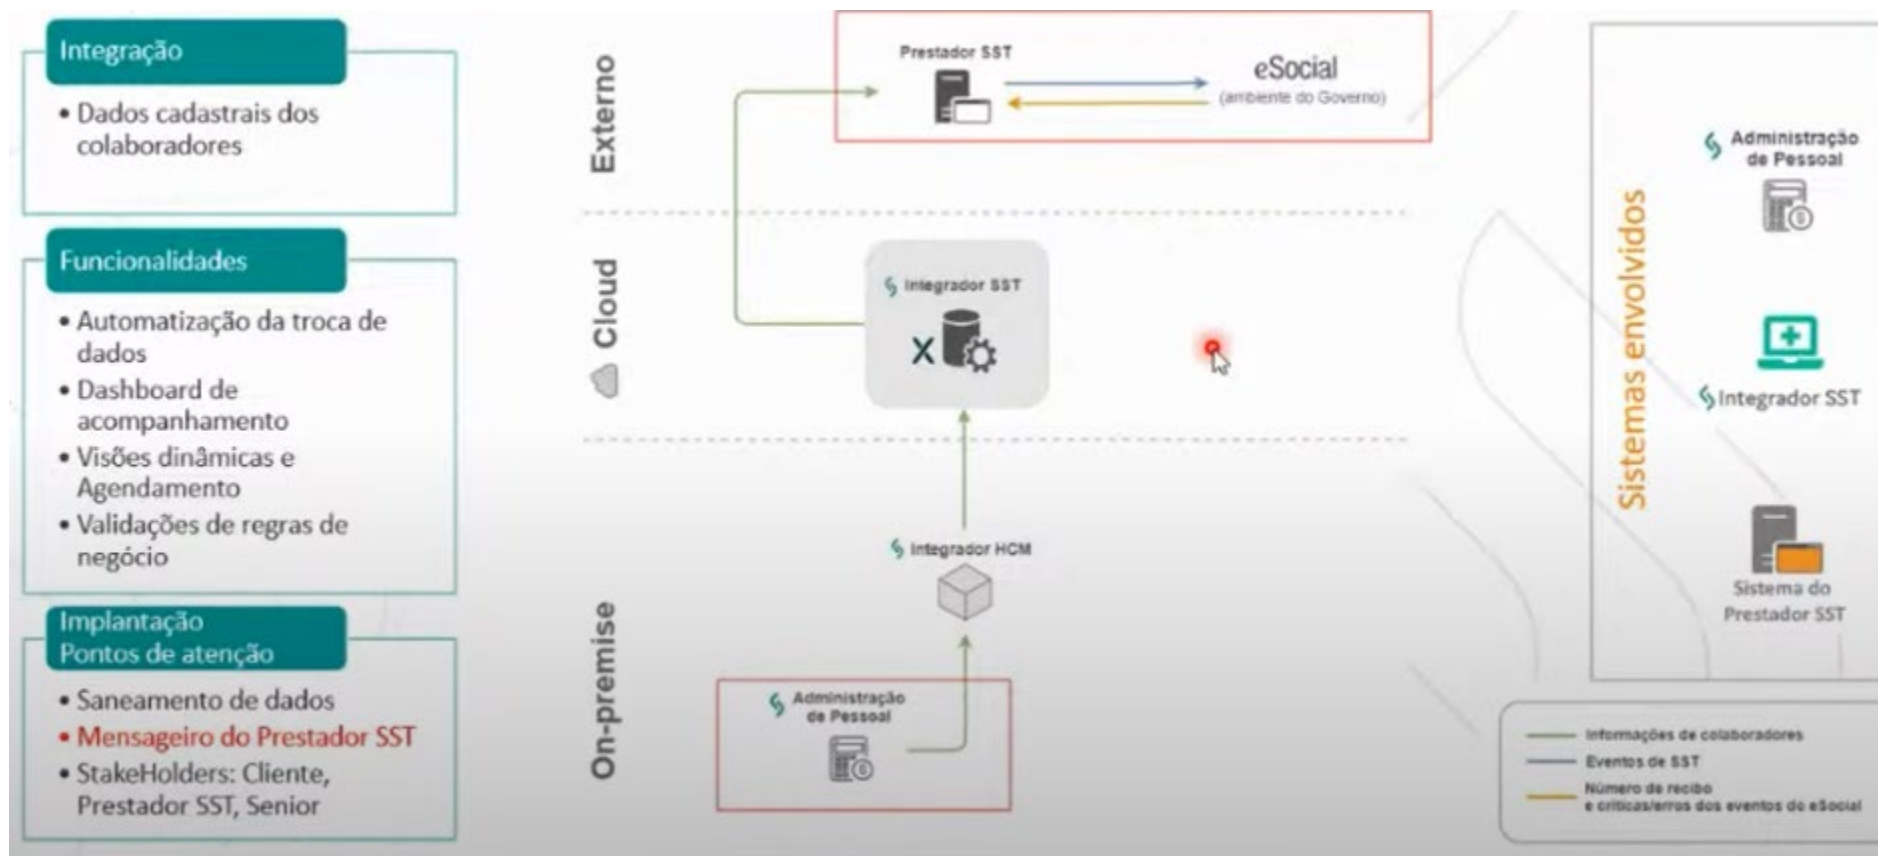 Integração
• Dados cadastrais dos
colaboradores
Funcionalidades
• Automatização da troca de
dados
• Dashboard de
acompanhamento
• Visões dinâmicas e
Agendamento
• Validações de regras de
negócio
Implantação
Pontos de atenção
• Saneamento de dados
• Mensageiro do Prestador SST
• StakeHolders: Cliente,
Prestador SST, Senior
Externo
Prestador SST
eSocial
(ambiente do Governo)
Cloud
Integrador SST
X
On-premise
Integrador HCM
Administração
de Pessoal
Sistemas envolvidos
Administração
de Pessoal
Integrador SST
Sistema do
Prestador SST
Informações de colaboradores
Eventos de SST
Número de recibo
e críticas/erros dos eventos do eSocial